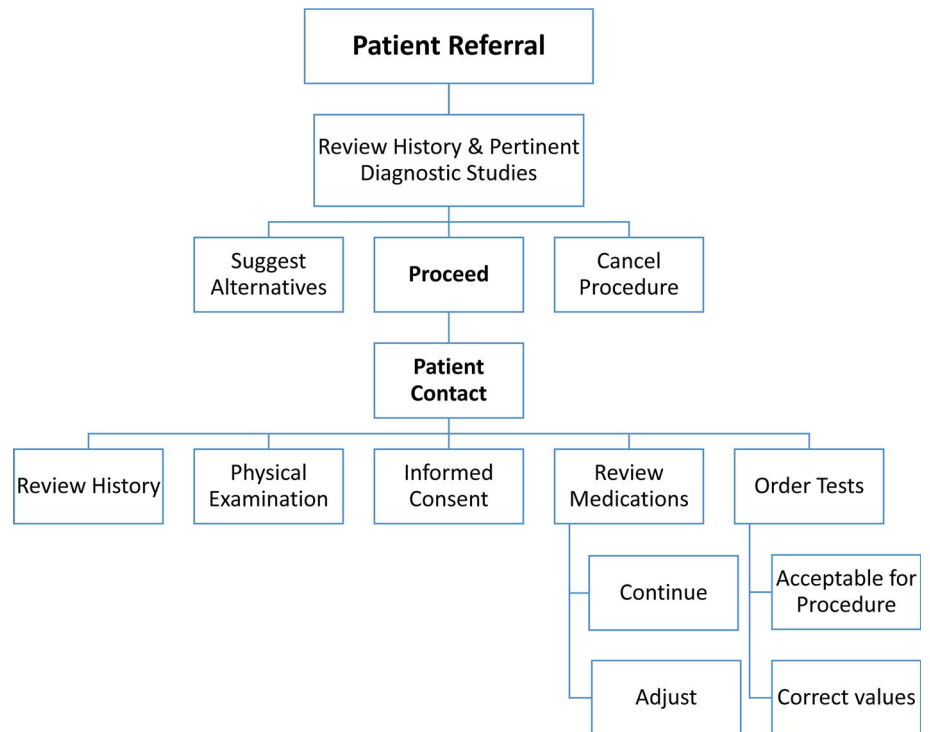 Patient Referral
Review History & Pertinent
Diagnostic Studies
Suggest
Alternatives
Proceed
Cancel
Procedure
Patient
Contact
Review History
Physical
Examination
Informed
Consent
Review
Medications
Order Tests
Continue
Acceptable for
Procedure
Adjust
Correct values